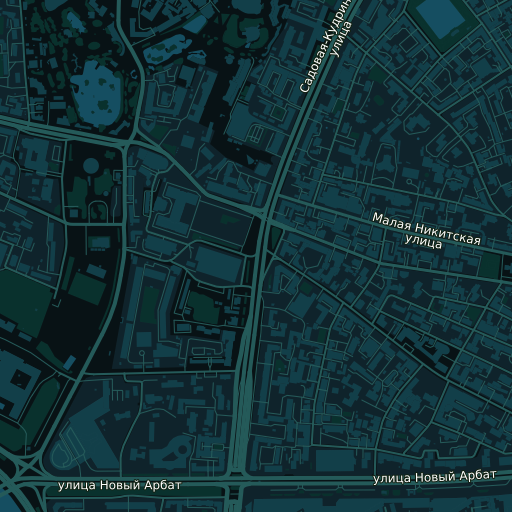 Садовая-Кудрин
улица
Малая Никитская
улица
улица Новый Арбат
улица Новый Арбат